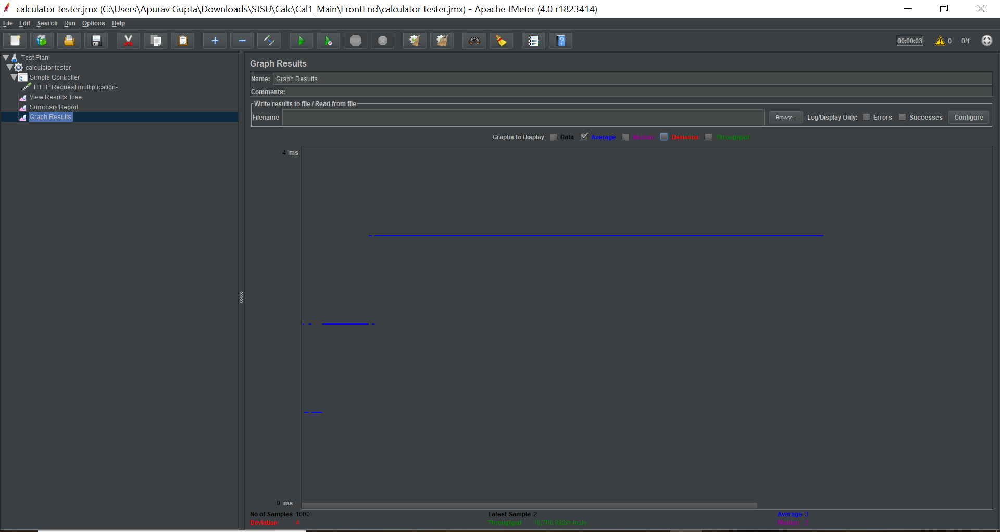 calculator tester.jmx (C:\Users\Apurav Gupta\Downloads\SJSU\Calc\Cal1_Main\FrontEnd\calculator tester.jmx) - Apache JMeter (4.0 r1823414)
File Edit Search Run Options Help
STOP
00:00:03 0 0/1
Test Plan
calculator tester
Simple Controller
HTTP Request multiplication-
View Results Tree
Summary Report
Graph Results
Graph Results
Name: Graph Results
Comments:
Write results to file / Read from file
Filename Browse... Log/Display Only: Errors Successes Configure
Graphs to Display Data Average Median Deviation Throughput
4 ms
0 ms
No of Samples 1000 Latest Sample 2 Average 3
Deviation 4 Throughput 18,796.992/minute Median 2